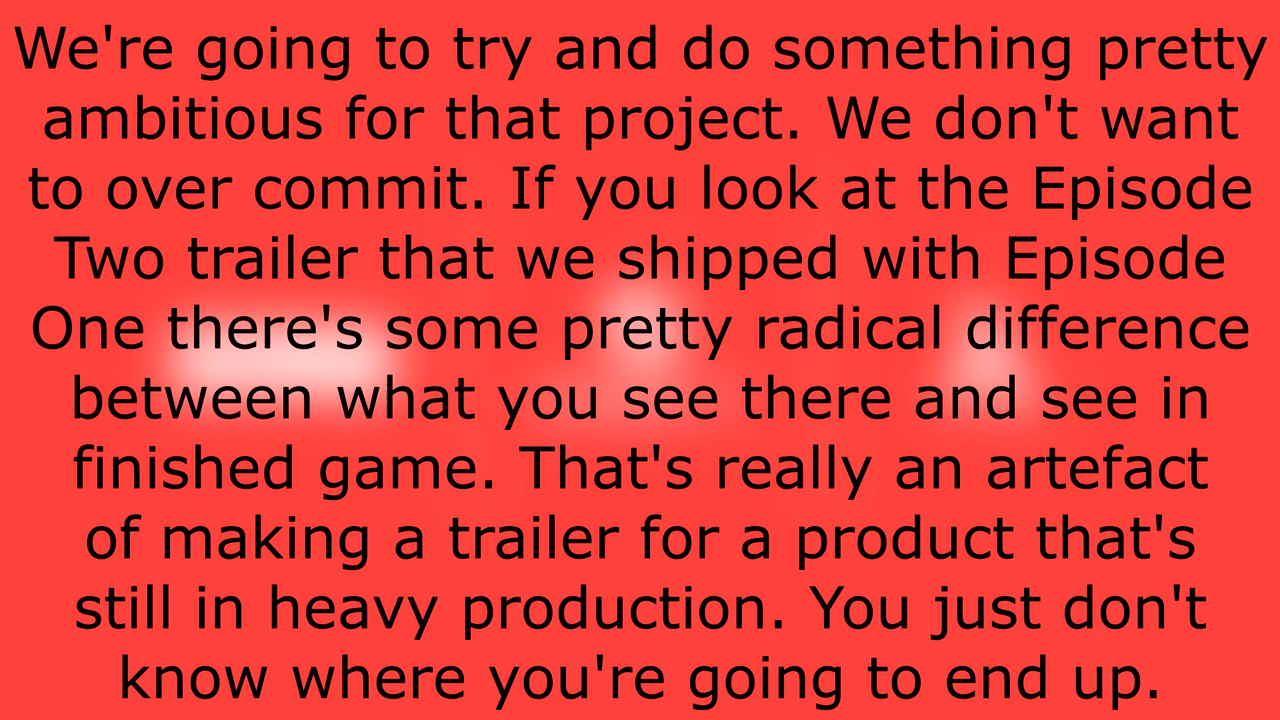 We're going to try and do something pretty
ambitious for that project. We don't want
to over commit. If you look at the Episode
Two trailer that we shipped with Episode
One there's some pretty radical difference
between what you see there and see in
finished game. That's really an artefact
of making a trailer for a product that's
still in heavy production. You just don't
know where you're going to end up.